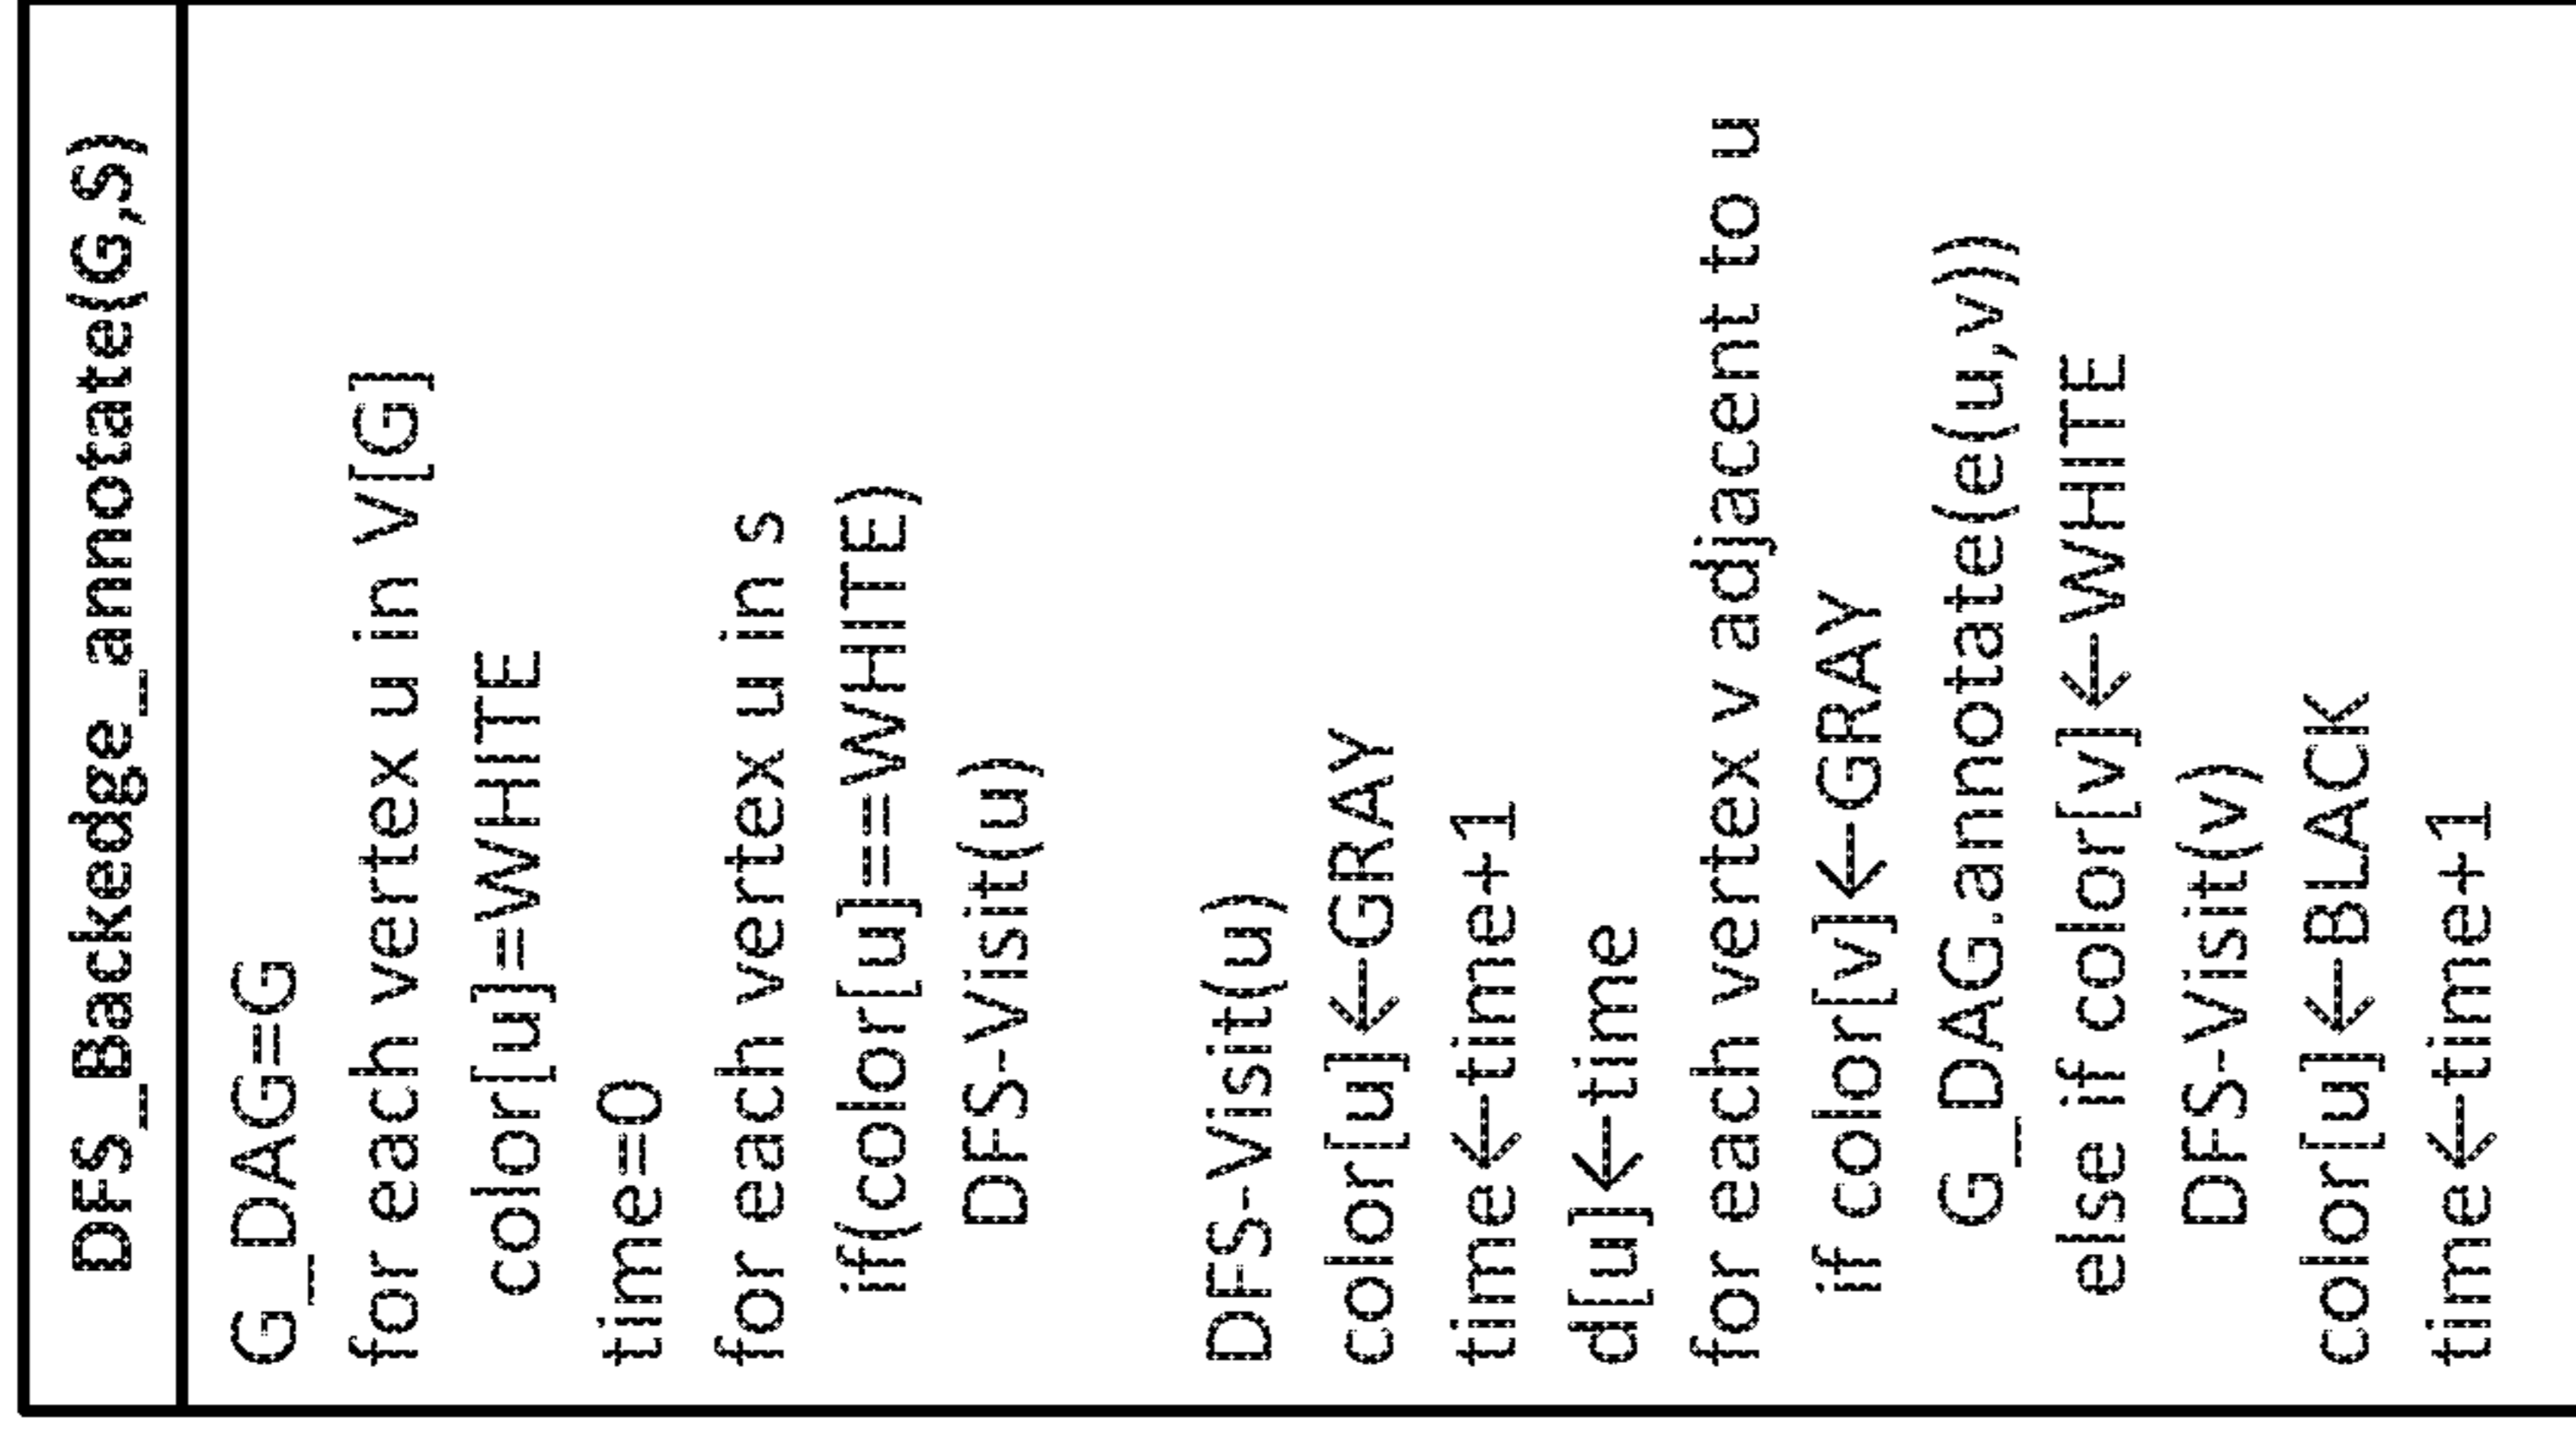 DFS_Backedge_annotate(G,S)
G_DAG=G
for each vertex u in V[G]
color[u]=WHITE
time=0
for each vertex u in s
if(color[u]==WHITE)
DFS-Visit(u)
DFS-Visit(u)
color[u]←GRAY
time←time+1
d[u]←time
for each vertex v adjacent to u
if color[v]←GRAY
G_DAG.annotate(e(u,v))
else if color[v]←WHITE
DFS-Visit(v)
color[u]←BLACK
time←time+1